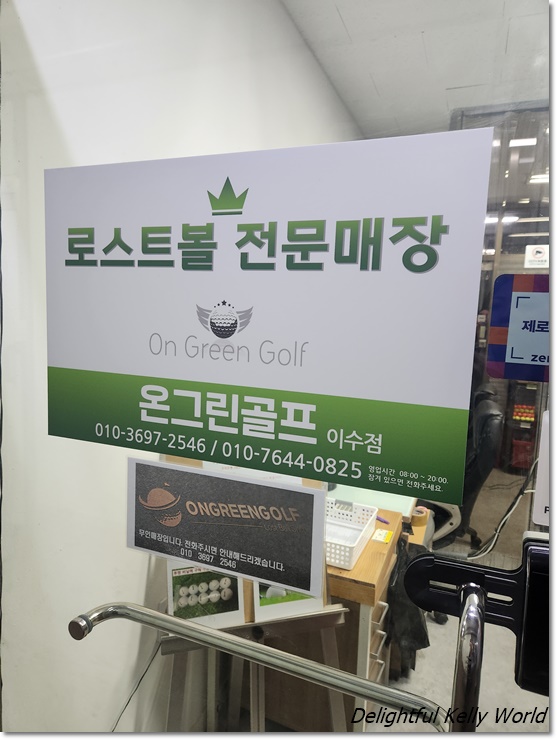 로스트볼 전문매장
On Green Golf
온그린골프 이수점
010-3697-2546 / 010-7644-0825
영업시간 08:00 ~ 20:00.
잠겨 있으면 전화주세요.
ONGREENGOLF
무인매장입니다. 전화주시면 안내해드리겠습니다.
010 3697 2546
제로
zer
Delightful Kelly World